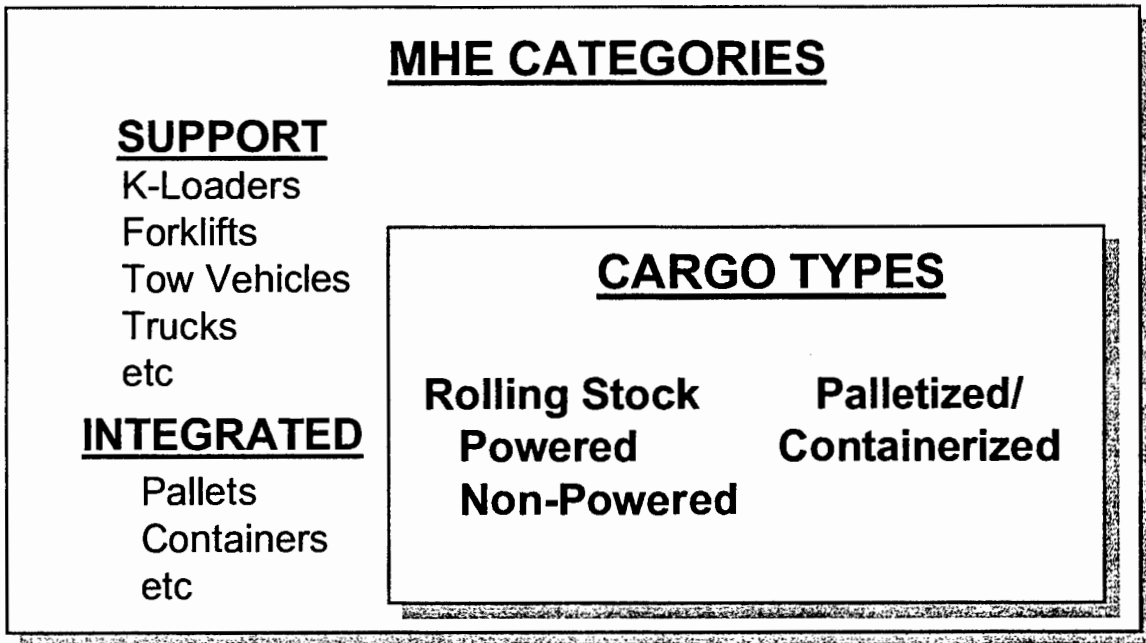 MHE CATEGORIES
SUPPORT
K-Loaders
Forklifts
Tow Vehicles
Trucks
etc
INTEGRATED
Pallets
Containers
etc
CARGO TYPES
Rolling Stock
Powered
Non-Powered
Palletized/
Containerized